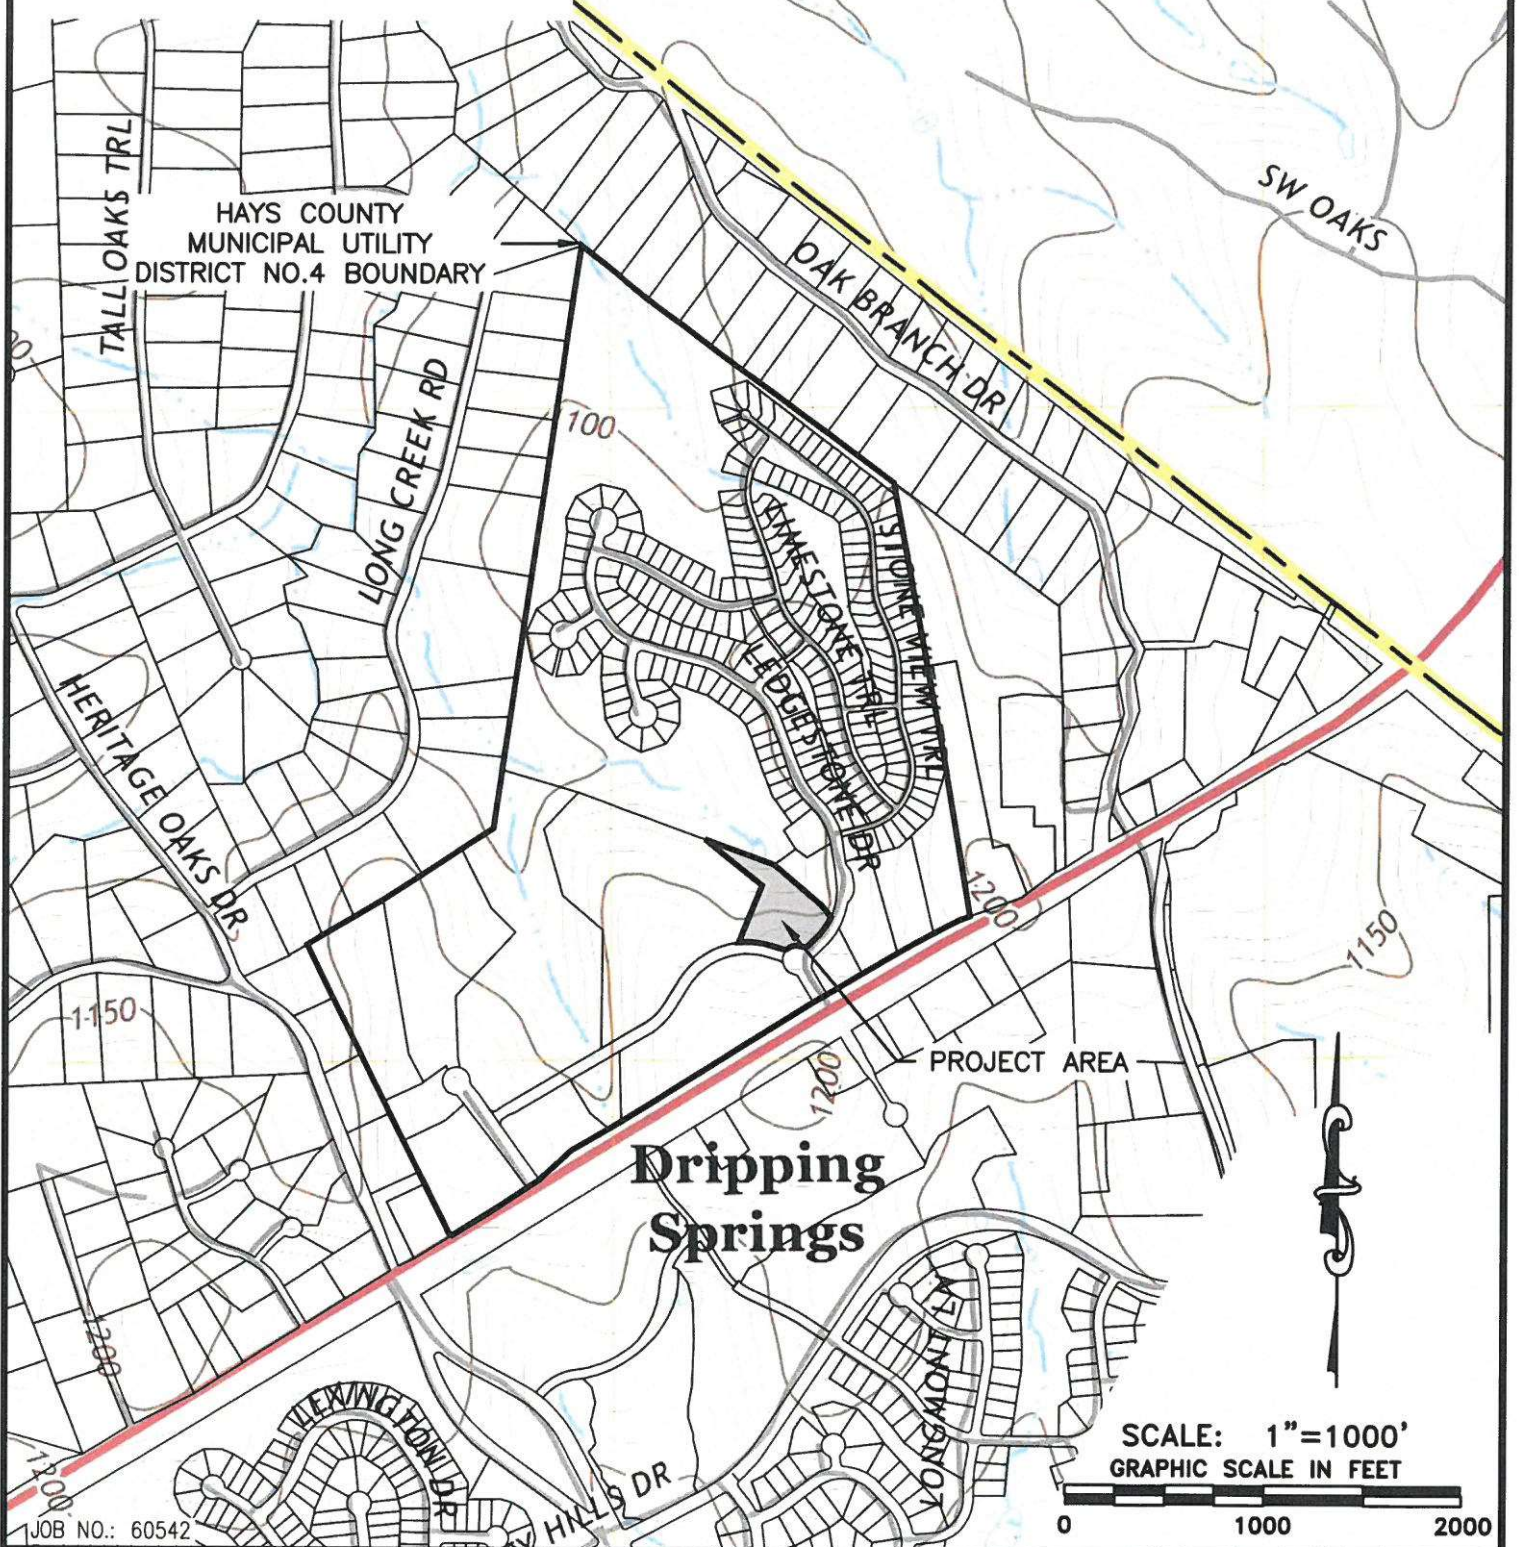 TALL OAKS TRL
HAYS COUNTY
MUNICIPAL UTILITY
DISTRICT NO.4 BOUNDARY
SW OAKS
OAK BRANCH DR
LONG CREEK RD
100
LIMESTONE TRL
STONE VIEW TRL
LEDGESTONE DR
HERITAGE OAKS DR
1200
1150
1150
PROJECT AREA
1200
Dripping
Springs
1200
LEXINGTON DR
HILLS DR
1200
SCALE: 1"=1000'
GRAPHIC SCALE IN FEET
0 1000 2000
JOB NO.: 60542